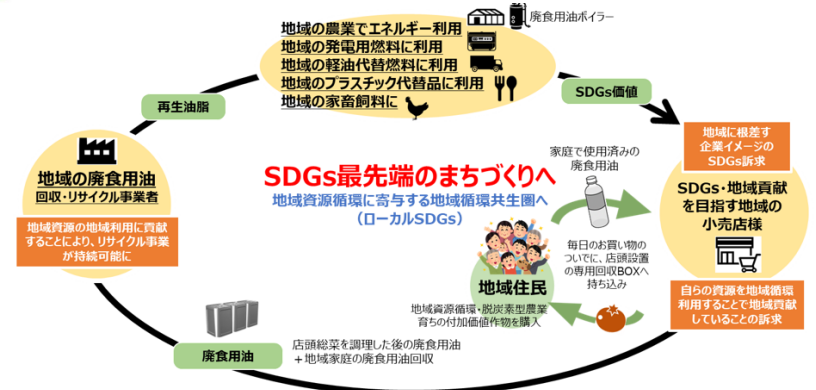 地域の農業でエネルギー利用
廃食用油ボイラー
地域の発電用燃料に利用
地域の軽油代替燃料に利用
地域のプラスチック代替品に利用
地域の家畜飼料に
再生油脂
SDGs価値
地域に根差す
企業イメージの
SDGs訴求
地域の廃食用油
回収・リサイクル事業者
地域資源の地域利用に貢献
することにより、リサイクル事業
が持続可能に
SDGs最先端のまちづくりへ
地域資源循環に寄与する地域循環共生圏へ
（ローカルSDGs）
家庭で使用済みの
廃食用油
SDGs・地域貢献
を目指す地域の
小売店様
毎日のお買い物の
ついでに、店頭設置
の専用回収BOXへ
持ち込み
地域住民
地域資源循環・脱炭素型農業
育ちの付加価値作物を購入
自らの資源を地域循環
利用することで地域貢献
していることの訴求
廃食用油
店頭総菜を調理した後の廃食用油
＋地域家庭の廃食用油回収